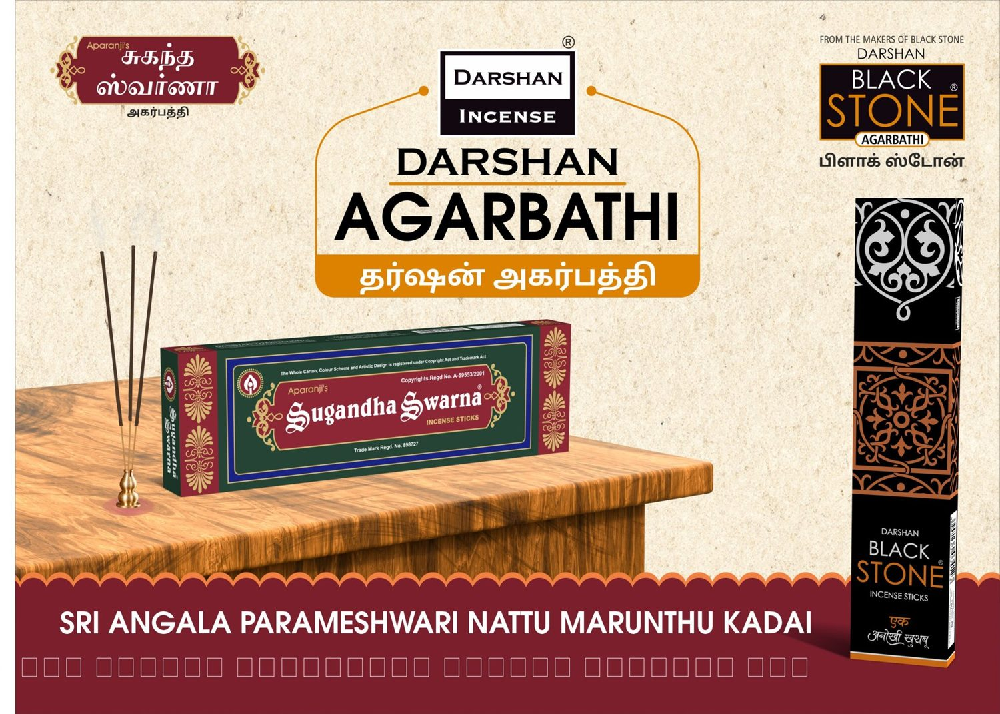 Aparanji's
சுகந்த
ஸ்வர்ணா
அகர்பத்தி
®
DARSHAN
INCENSE
DARSHAN
AGARBATHI
தர்ஷன் அகர்பத்தி
FROM THE MAKERS OF BLACK STONE
DARSHAN
BLACK
STONE®
AGARBATHI
பிளாக் ஸ்டோன்
The Whole Carton, Colour Scheme and Artistic Design is registered under Copyright Act and Trademark Act
Copyrights.Regd No. A-59553/2001
Aparanji's
Sugandha Swarna®
INCENSE STICKS
Trade Mark Regd. No. 898727
Sugandha
Swarna
DARSHAN
BLACK
STONE®
INCENSE STICKS
एक
अनोखी खुशबू
SRI ANGALA PARAMESHWARI NATTU MARUNTHU KADAI